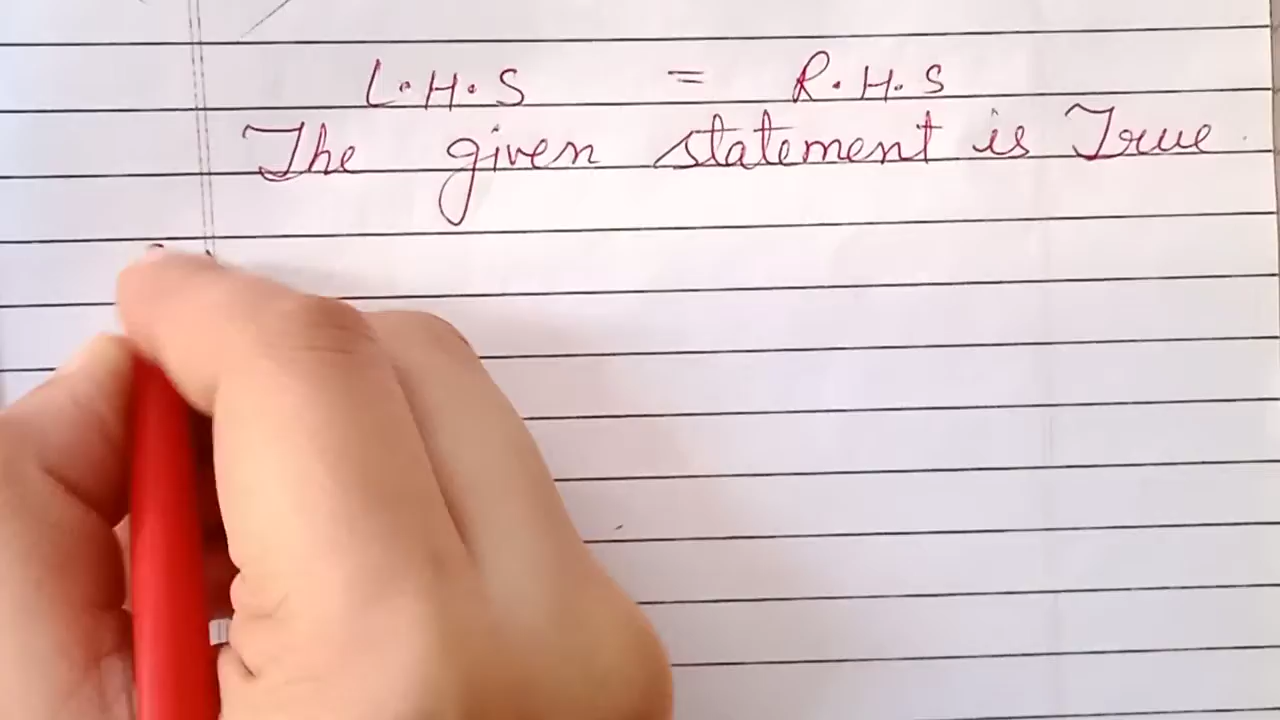 L.H.S = R.H.S
The given statement is True.